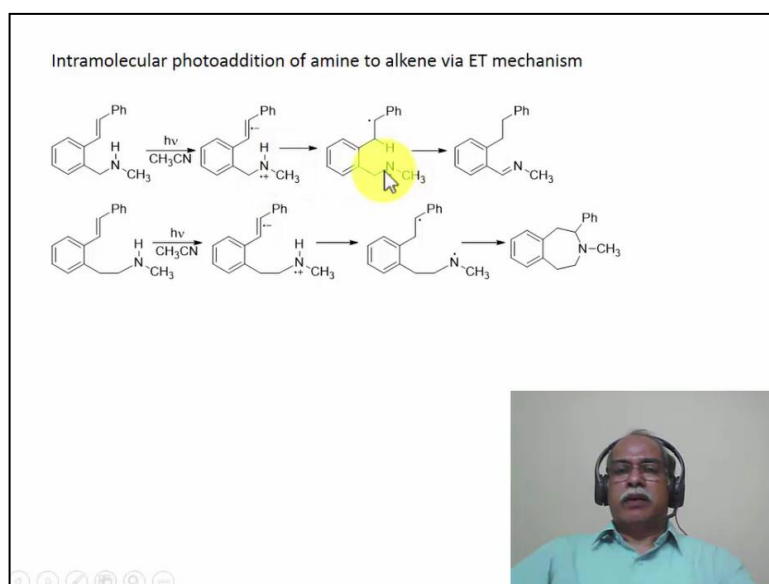 Intramolecular photoaddition of amine to alkene via ET mechanism
Ph
H
N
CH3
hν
CH3CN
Ph
•−
H
N
•+
CH3
•
Ph
H
N
CH3
Ph
N
CH3
Ph
H
N
CH3
hν
CH3CN
Ph
•−
H
N
•+
CH3
Ph
•
N
•
CH3
Ph
N−CH3